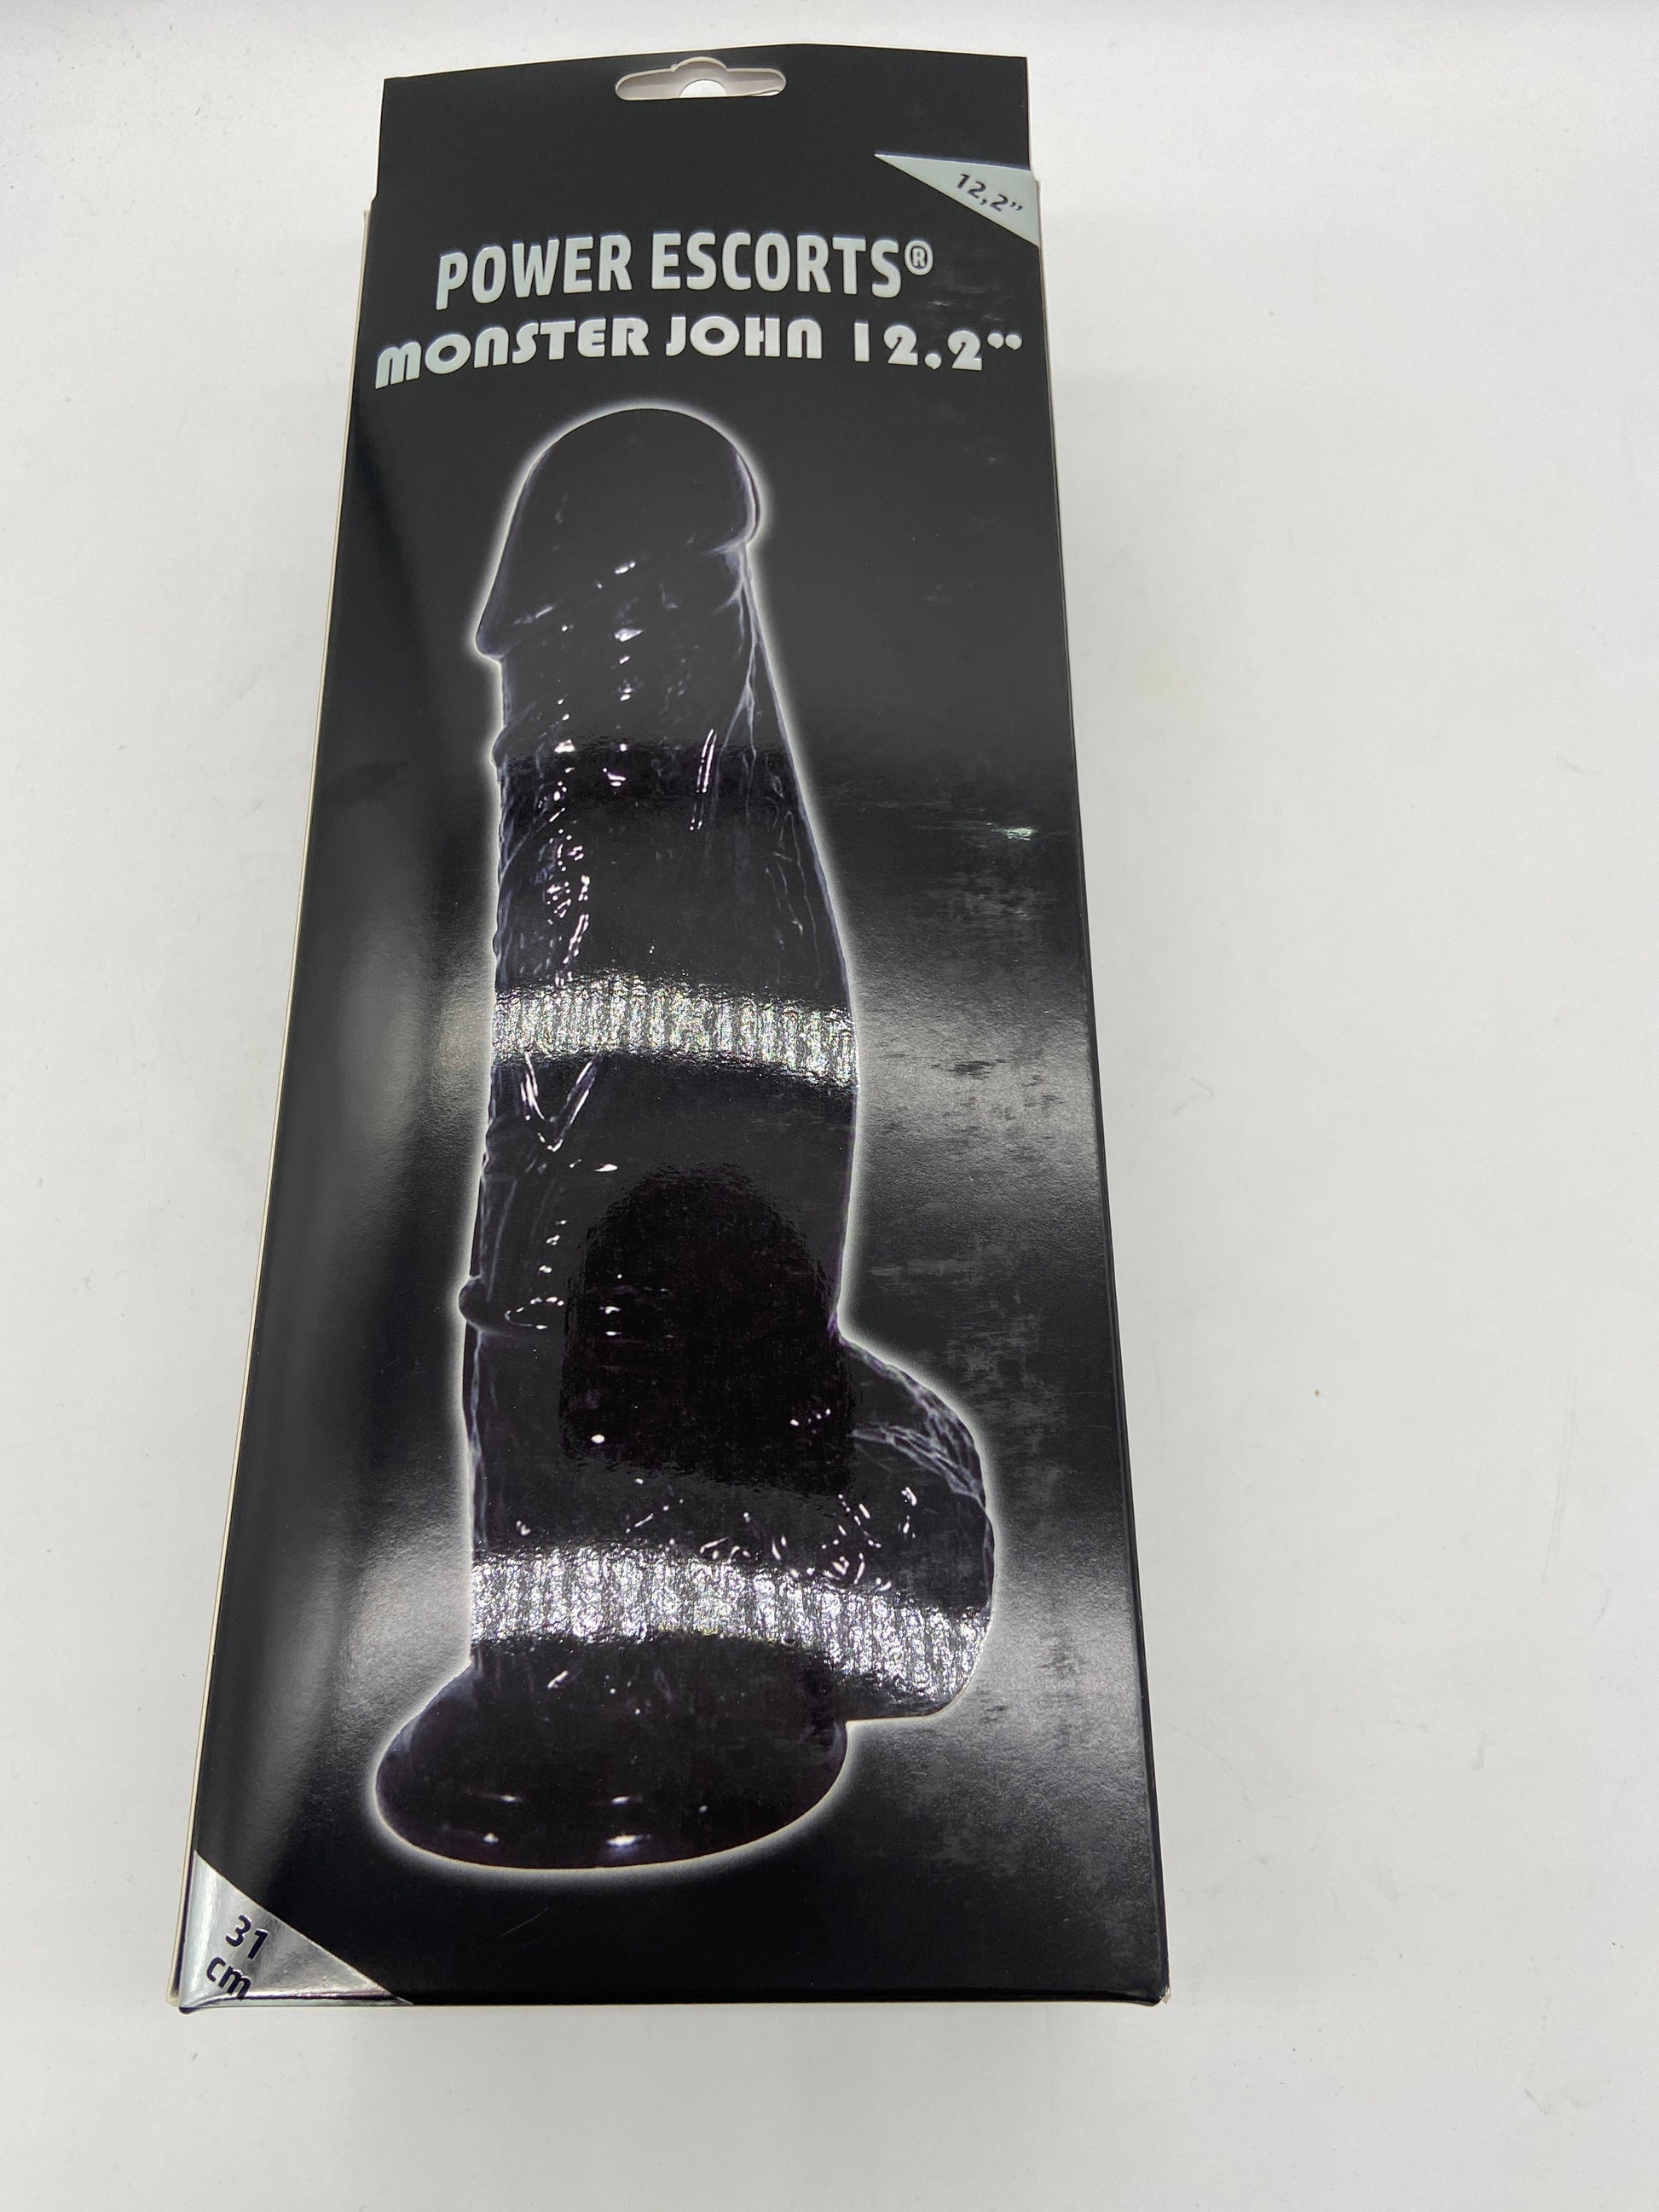 12,2”
POWER ESCORTS®
MONSTER JOHN 12,2”
31
cm